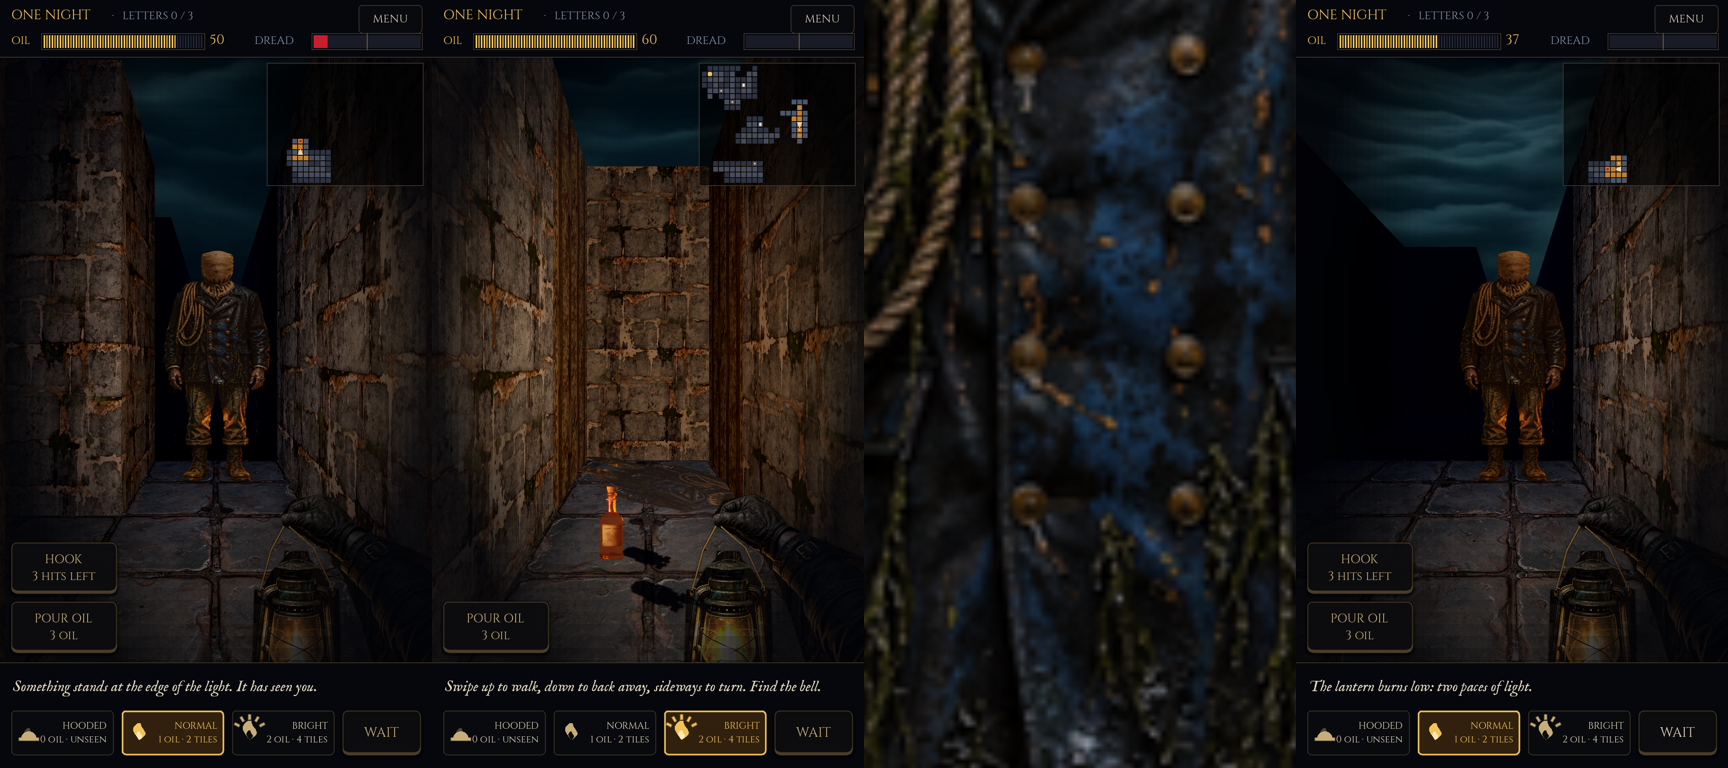 ONE NIGHT · LETTERS 0 / 3 MENU
OIL 50 DREAD
HOOK
3 HITS LEFT
POUR OIL
3 OIL
Something stands at the edge of the light. It has seen you.
HOODED
0 OIL · UNSEEN
NORMAL
1 OIL · 2 TILES
BRIGHT
2 OIL · 4 TILES
WAIT
ONE NIGHT · LETTERS 0 / 3 MENU
OIL 60 DREAD
POUR OIL
3 OIL
Swipe up to walk, down to back away, sideways to turn. Find the bell.
HOODED
0 OIL · UNSEEN
NORMAL
1 OIL · 2 TILES
BRIGHT
2 OIL · 4 TILES
WAIT
ONE NIGHT · LETTERS 0 / 3 MENU
OIL 37 DREAD
HOOK
3 HITS LEFT
POUR OIL
3 OIL
The lantern burns low: two paces of light.
HOODED
0 OIL · UNSEEN
NORMAL
1 OIL · 2 TILES
BRIGHT
2 OIL · 4 TILES
WAIT